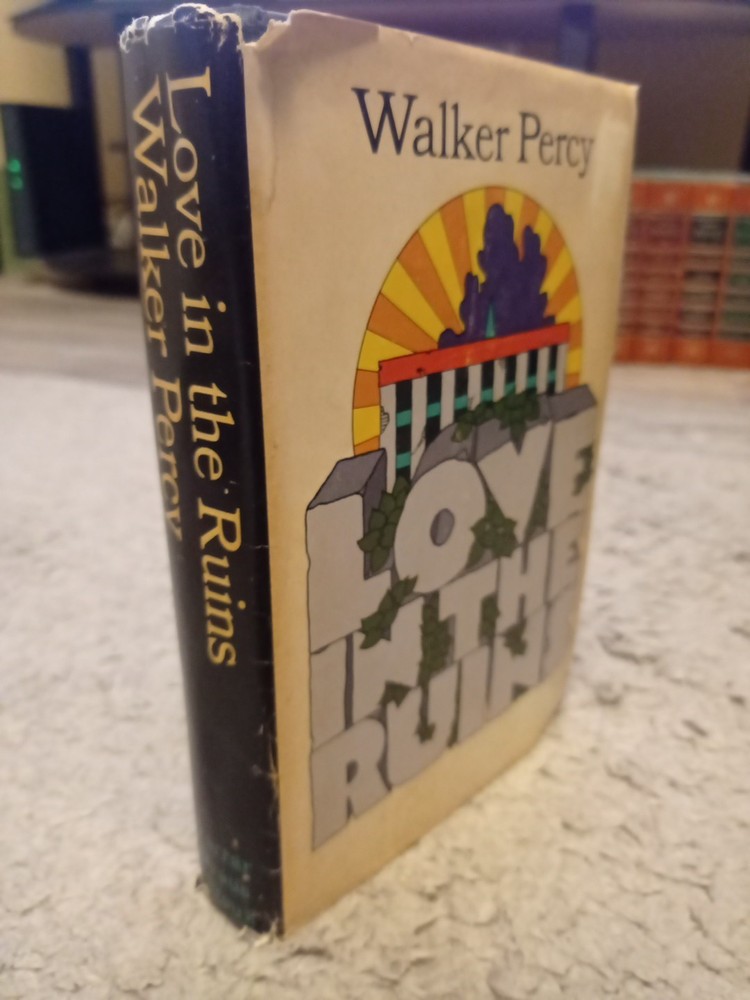 Love in the Ruins
Walker Percy
Walker Percy
LOVE
IN THE
RUINS